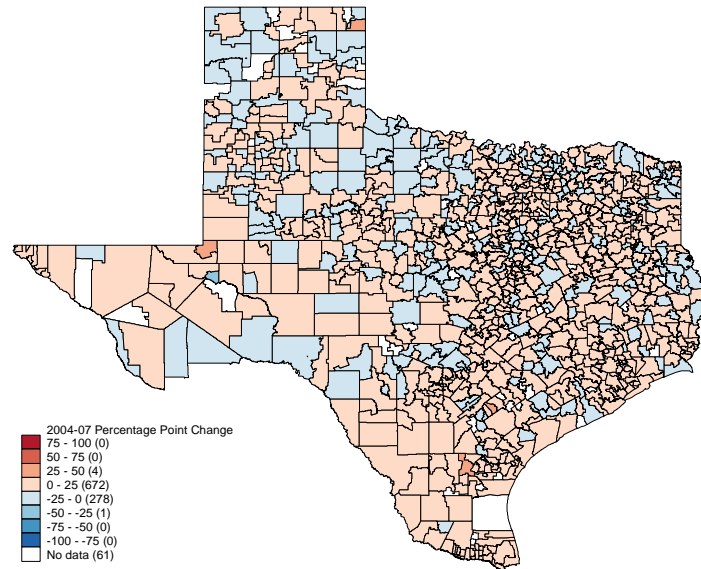 2004-07 Percentage Point Change
75 - 100 (0)
50 - 75 (0)
25 - 50 (4)
0 - 25 (672)
-25 - 0 (278)
-50 - -25 (1)
-75 - -50 (0)
-100 - -75 (0)
No data (61)